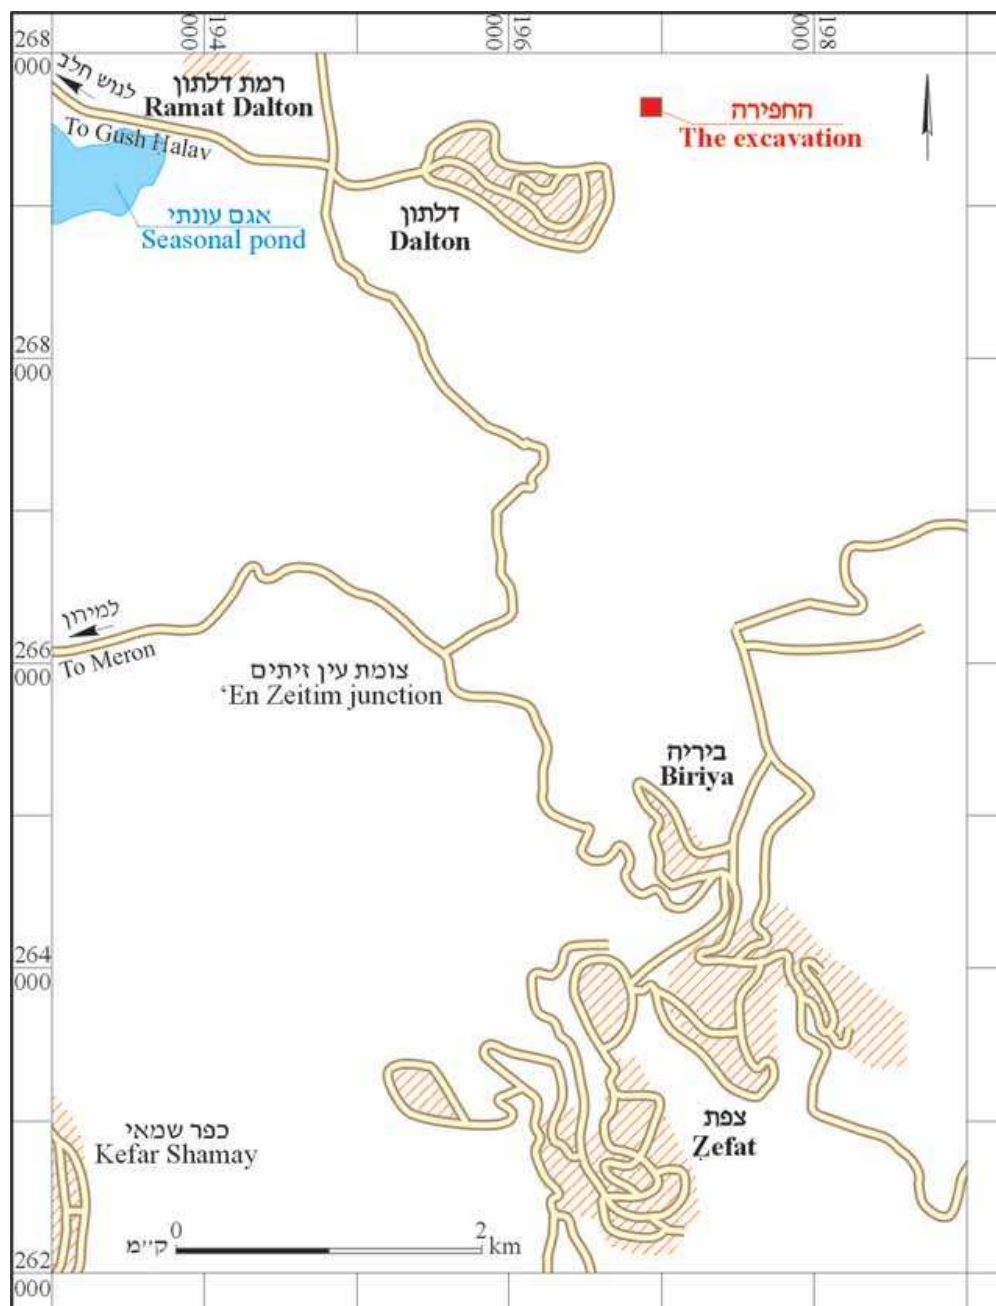 194
000
196
000
198
000
268
000
רמת דלתון
Ramat Dalton
לגוש חלב
To Gush Ḥalav
החפירה
The excavation
דלתון
Dalton
אגם עונתי
Seasonal pond
268
000
למירון
To Meron
266
000
צומת עין זיתים
‘En Zeitim junction
ביריה
Biriya
264
000
צפת
Ẓefat
כפר שמאי
Kefar Shamay
0 2
ק"מ km
262
000